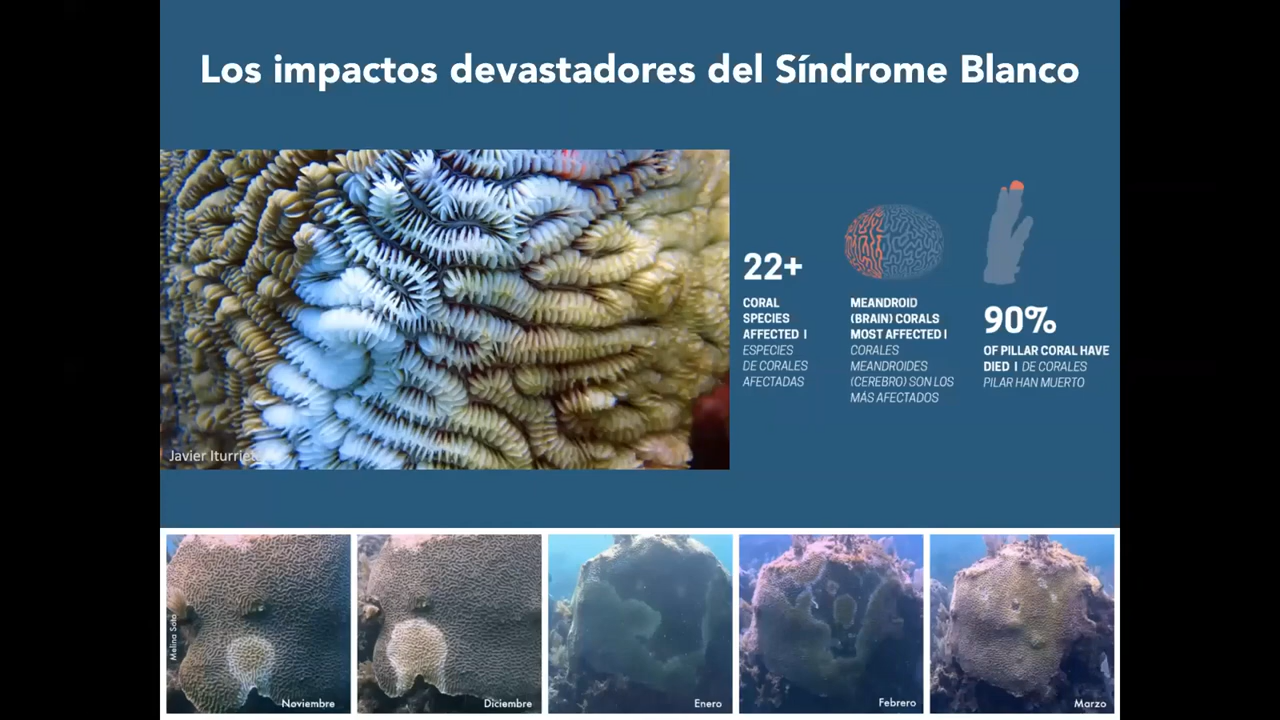 Los impactos devastadores del Síndrome Blanco
22+
CORAL
SPECIES
AFFECTED |
ESPECIES
DE CORALES
AFECTADAS
MEANDROID
(BRAIN) CORALS
MOST AFFECTED |
CORALES
MEANDROIDES
(CEREBRO) SON LOS
MÁS AFECTADOS
90%
OF PILLAR CORAL HAVE
DIED | DE CORALES
PILAR HAN MUERTO
Javier
Melina Soto
Noviembre
Diciembre
Enero
Febrero
Marzo